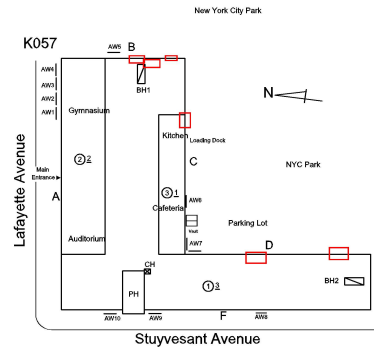 New York City Park
K057
AW5
B
AW4
AW3
AW2
AW1
BH1
N
Gymnasium
Kitchen
Loading Dock
2 2
NYC Park
Main
Entrance
A
C
3 1
AW6
Cafeteria
Lafayette Avenue
Parking Lot
Auditorium
AW7
D
CH
PH
1 3
BH2
AW10
AW9
F
AW8
Stuyvesant Avenue